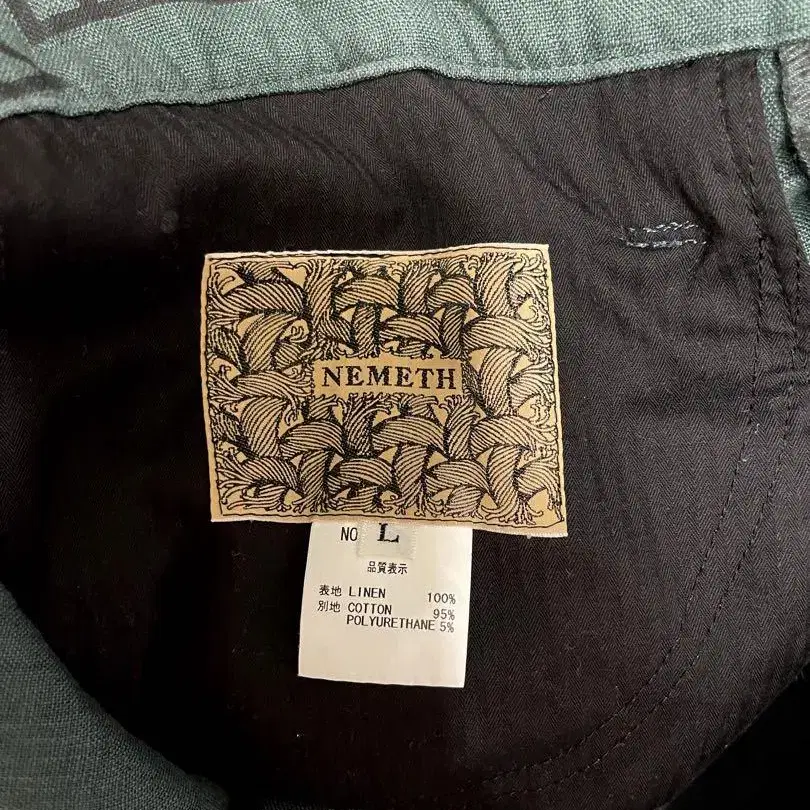 NEMETH
NO
L
品質表示
表地 LINEN 100%
別地 COTTON 95%
POLYURETHANE 5%